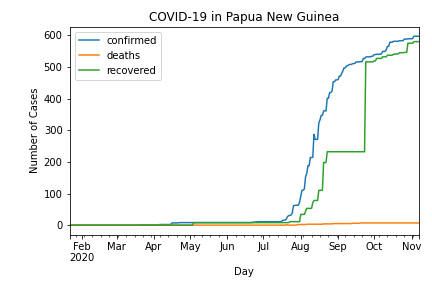 COVID-19 in Papua New Guinea
confirmed
deaths
recovered
Number of Cases
600
500
400
300
200
100
0
Feb Mar Apr May Jun Jul Aug Sep Oct Nov
2020
Day